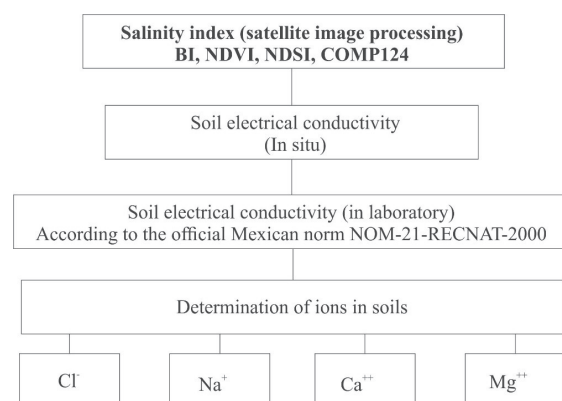 Salinity index (satellite image processing)
BI, NDVI, NDSI, COMP124
Soil electrical conductivity
(In situ)
Soil electrical conductivity (in laboratory)
According to the official Mexican norm NOM-21-RECNAT-2000
Determination of ions in soils
Cl⁻
Na⁺
Ca⁺⁺
Mg⁺⁺